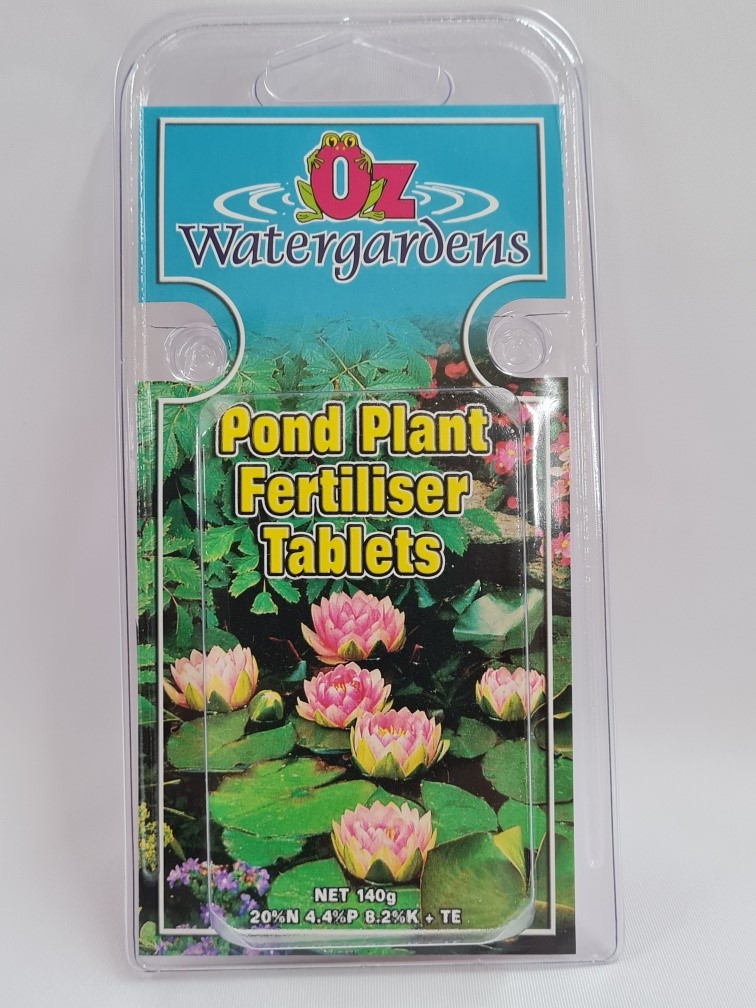 Oz
Watergardens
Pond Plant
Fertiliser
Tablets
NET 140g
20%N 4.4%P 8.2%K + TE